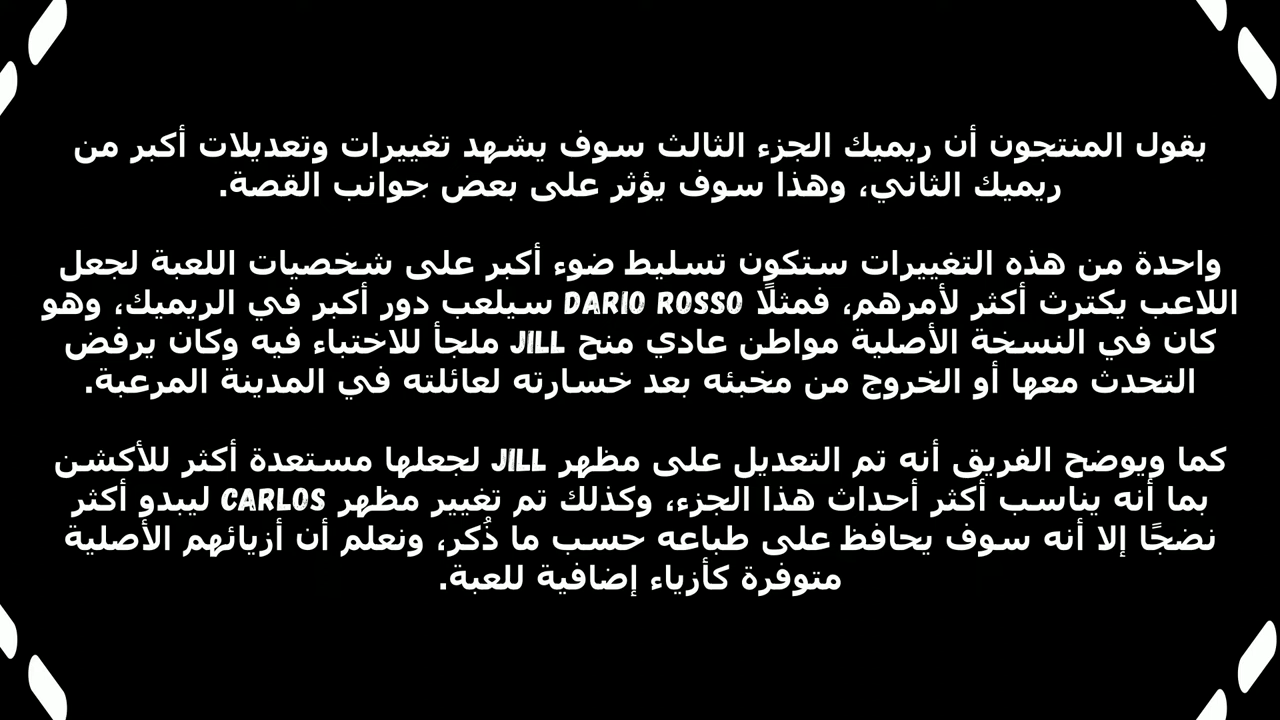 يقول المنتجون أن ريميك الجزء الثالث سوف يشهد تغييرات وتعديلات أكبر من
ريميك الثاني، وهذا سوف يؤثر على بعض جوانب القصة.
واحدة من هذه التغييرات ستكون تسليط ضوء أكبر على شخصيات اللعبة لجعل
اللاعب يكترث أكثر لأمرهم، فمثلًا DARIO ROSSO سيلعب دور أكبر في الريميك، وهو
كان في النسخة الأصلية مواطن عادي منح JILL ملجأ للاختباء فيه وكان يرفض
التحدث معها أو الخروج من مخبئه بعد خسارته لعائلته في المدينة المرعبة.
كما ويوضح الفريق أنه تم التعديل على مظهر JILL لجعلها مستعدة أكثر للأكشن
بما أنه يناسب أكثر أحداث هذا الجزء، وكذلك تم تغيير مظهر CARLOS ليبدو أكثر
نضجًا إلا أنه سوف يحافظ على طباعه حسب ما ذُكر، ونعلم أن أزيائهم الأصلية
متوفرة كأزياء إضافية للعبة.